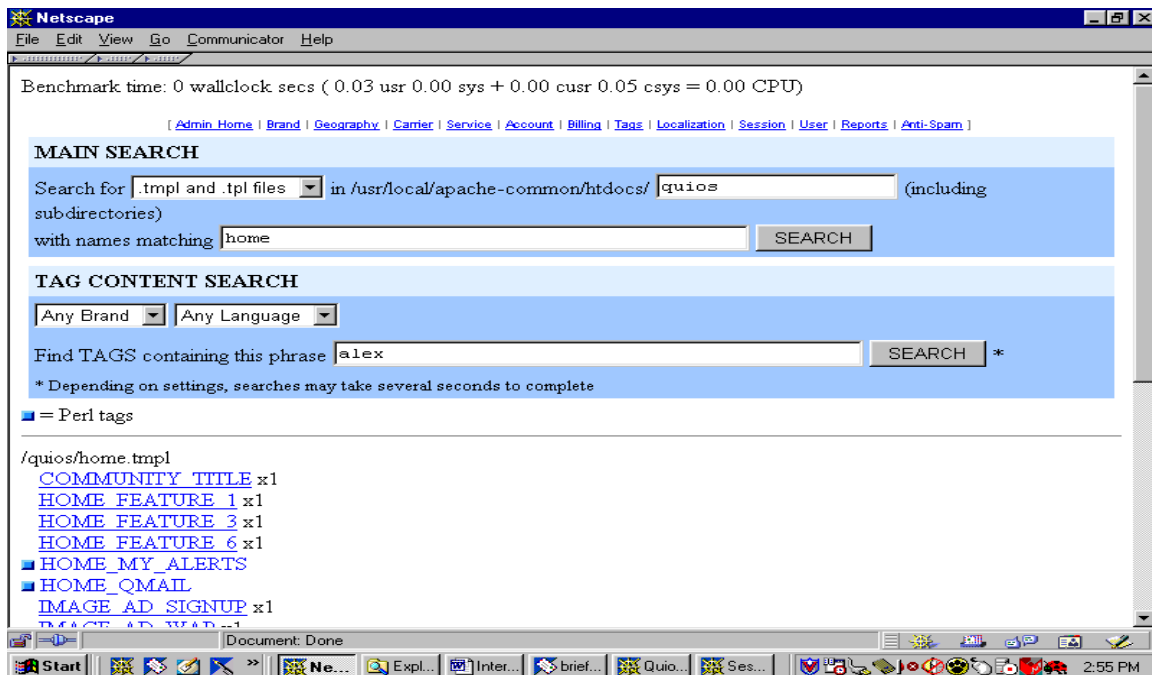 Netscape
File Edit View Go Communicator Help
Benchmark time: 0 wallclock secs ( 0.03 usr 0.00 sys + 0.00 cusr 0.05 csys = 0.00 CPU)
[ Admin Home | Brand | Geography | Carrier | Service | Account | Billing | Tags | Localization | Session | User | Reports | Anti-Spam ]
MAIN SEARCH
Search for .tmpl and .tpl files in /usr/local/apache-common/htdocs/ quios (including
subdirectories)
with names matching home SEARCH
TAG CONTENT SEARCH
Any Brand Any Language
Find TAGS containing this phrase alex SEARCH *
* Depending on settings, searches may take several seconds to complete
= Perl tags
/quios/home.tmpl
COMMUNITY_TITLE x1
HOME_FEATURE_1 x1
HOME_FEATURE_3 x1
HOME_FEATURE_6 x1
HOME_MY_ALERTS
HOME_QMAIL
IMAGE_AD_SIGNUP x1
IMAGE_AD_WAP x1
Document: Done
Start » Ne... Expl... Inter... brief... Quio... Ses... 2:55 PM